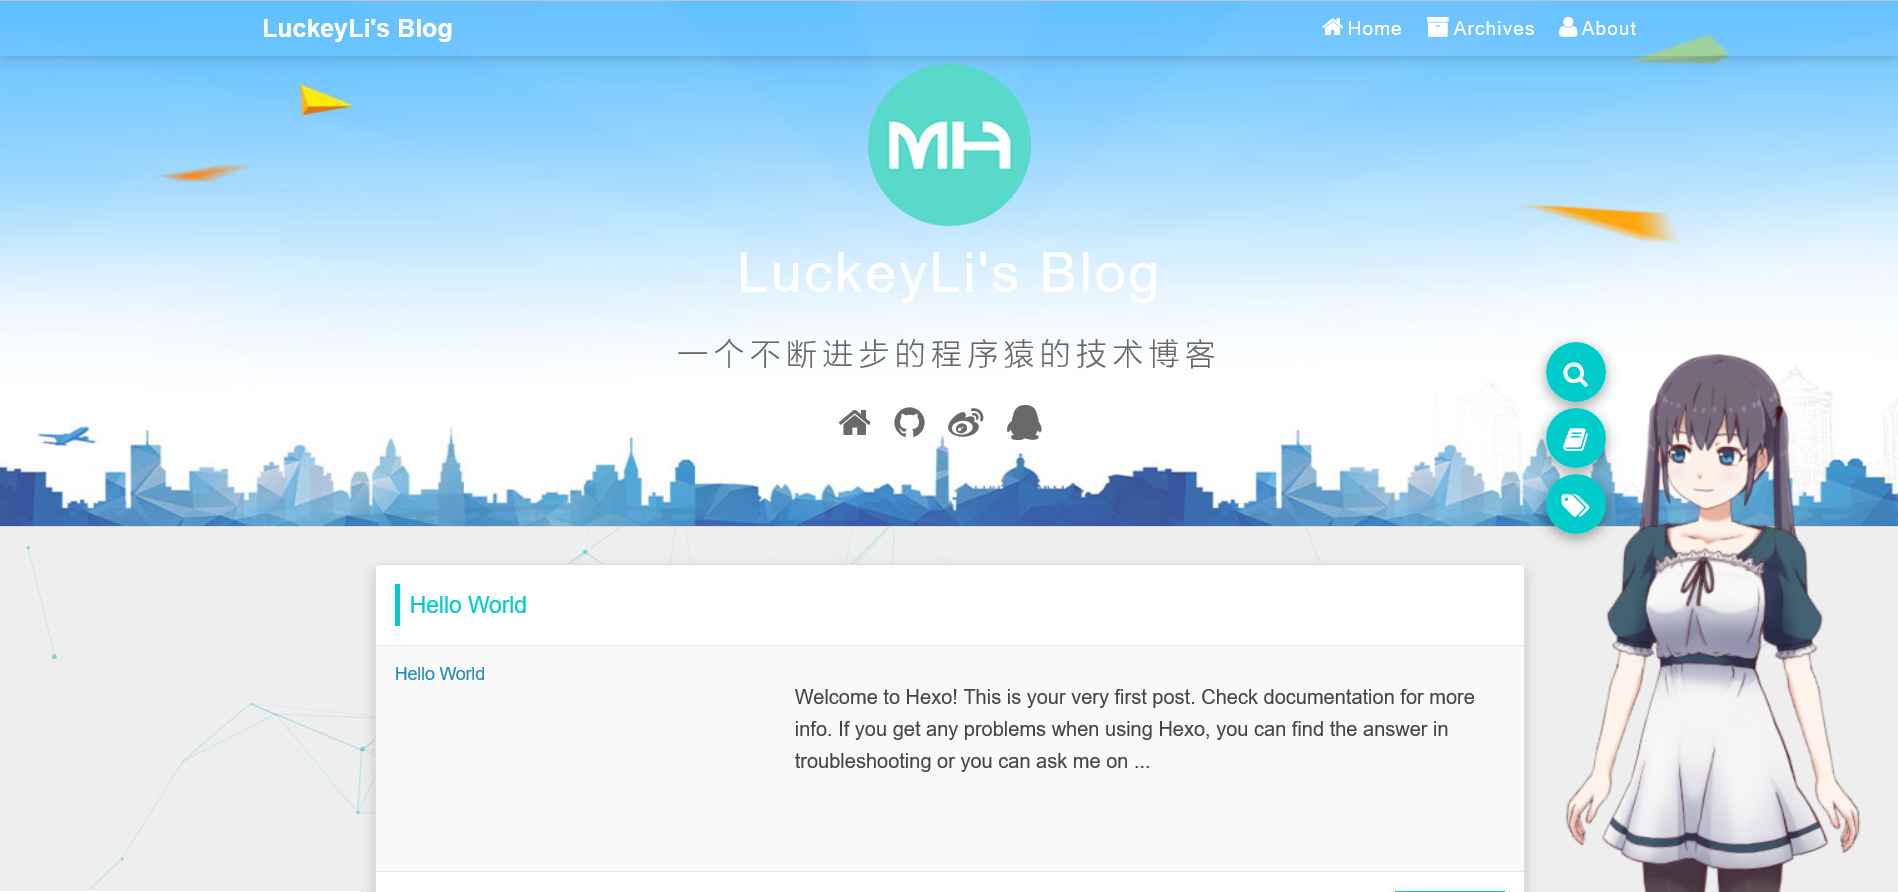 LuckeyLi's Blog
Home Archives About
MH
LuckeyLi's Blog
一个不断进步的程序猿的技术博客
Hello World
Hello World
Welcome to Hexo! This is your very first post. Check documentation for more
info. If you get any problems when using Hexo, you can find the answer in
troubleshooting or you can ask me on ...